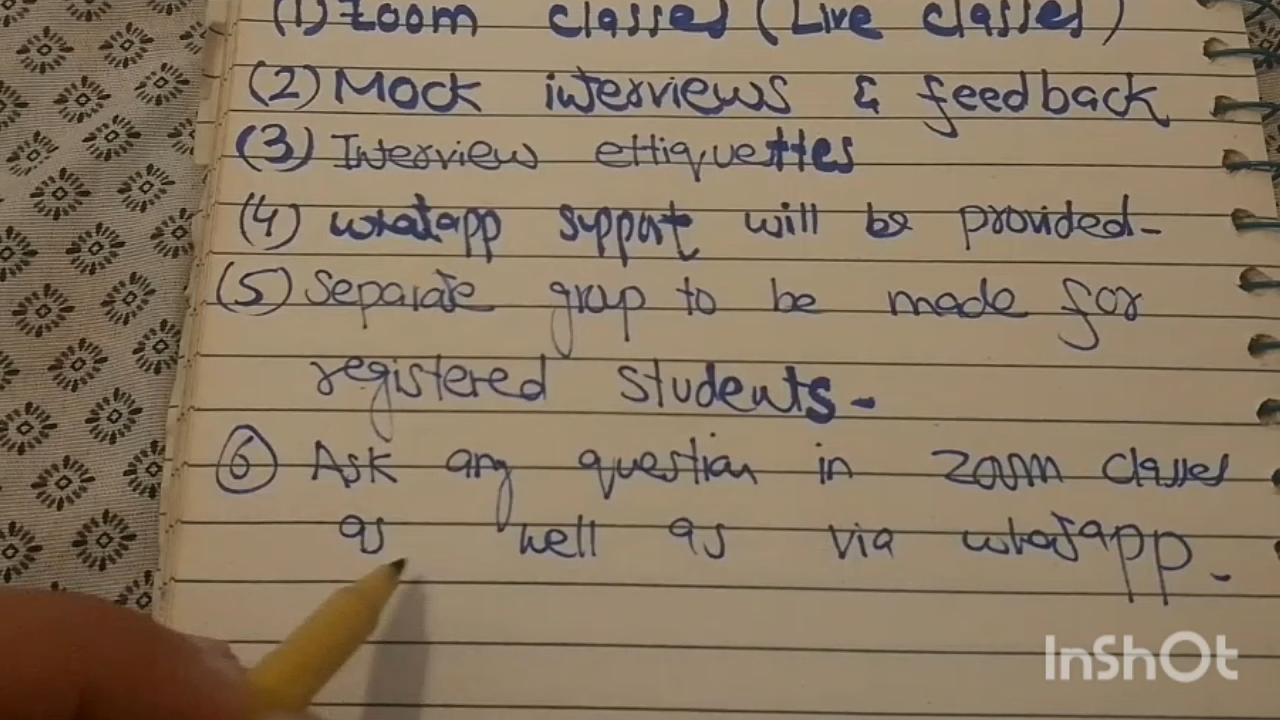 (1) Zoom classes (Live classes)
(2) Mock interviews & feedback
(3) Interview ettiquettes
(4) whatapp support will be provided-
(5) Separate group to be made for
registered students-
(6) Ask any question in zoom classes
as well as via whatsapp-
InShOt